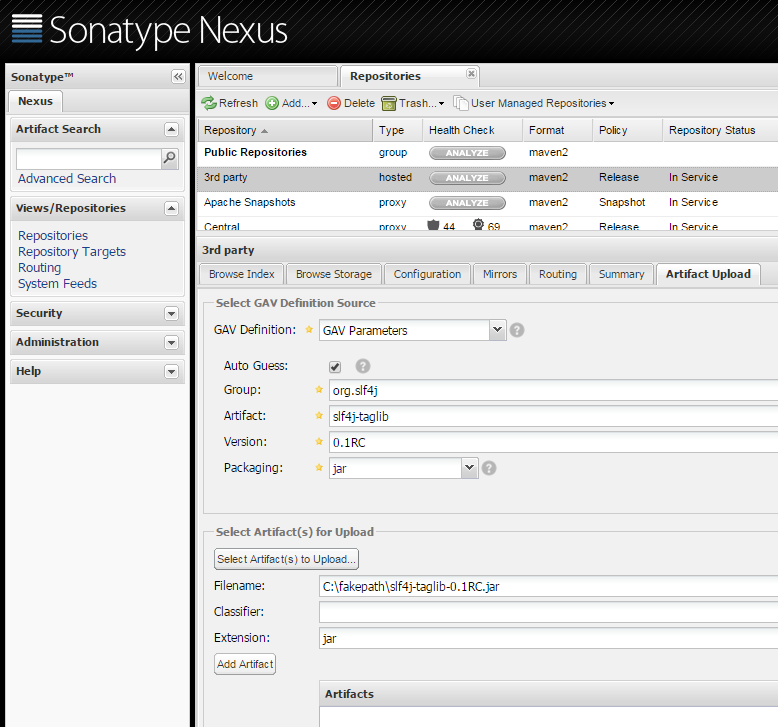 Sonatype Nexus
Sonatype™
Nexus
Artifact Search
Advanced Search
Views/Repositories
Repositories
Repository Targets
Routing
System Feeds
Security
Administration
Help
Welcome Repositories
Refresh Add... Delete Trash... User Managed Repositories
Repository Type Health Check Format Policy Repository Status
Public Repositories group ANALYZE maven2
3rd party hosted ANALYZE maven2 Release In Service
Apache Snapshots proxy ANALYZE maven2 Snapshot In Service
Central proxy 44 69 maven2 Release In Service
3rd party
Browse Index Browse Storage Configuration Mirrors Routing Summary Artifact Upload
Select GAV Definition Source
GAV Definition: GAV Parameters ?
Auto Guess: ?
Group: org.slf4j
Artifact: slf4j-taglib
Version: 0.1RC
Packaging: jar ?
Select Artifact(s) for Upload
Select Artifact(s) to Upload...
Filename: C:\fakepath\slf4j-taglib-0.1RC.jar
Classifier:
Extension: jar
Add Artifact
Artifacts